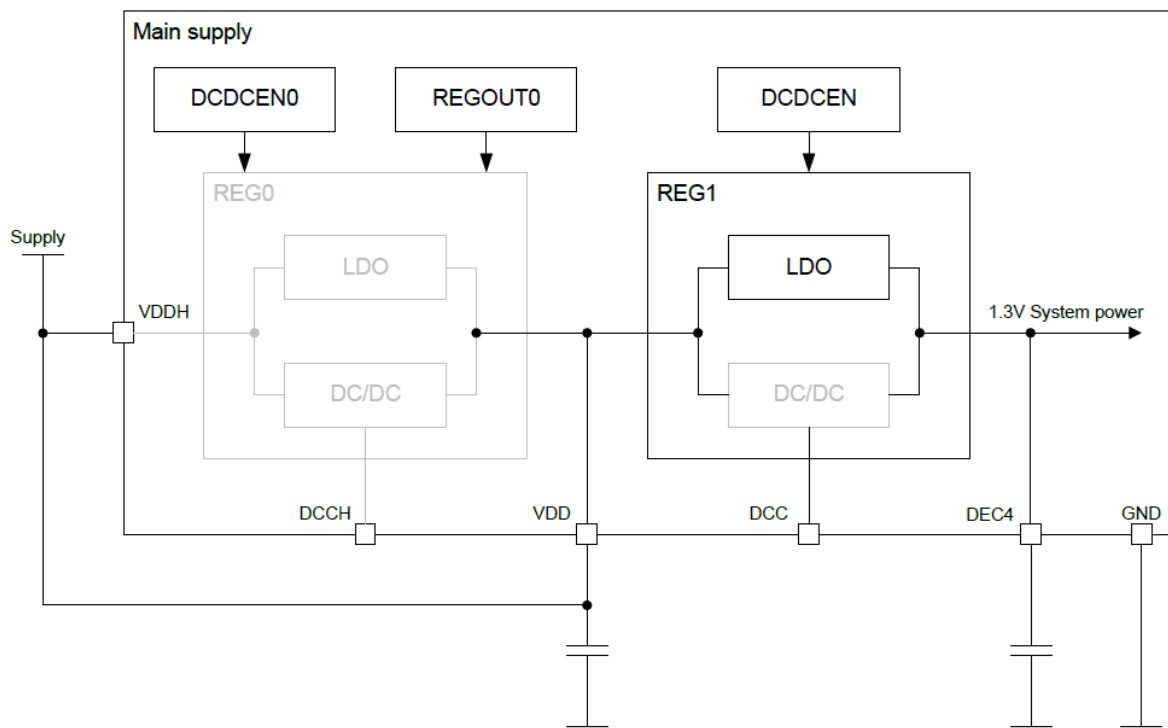 Main supply
DCDCEN0
REGOUT0
DCDCEN
REG0
REG1
Supply
LDO
LDO
VDDH
1.3V System power
DC/DC
DC/DC
DCCH
VDD
DCC
DEC4
GND